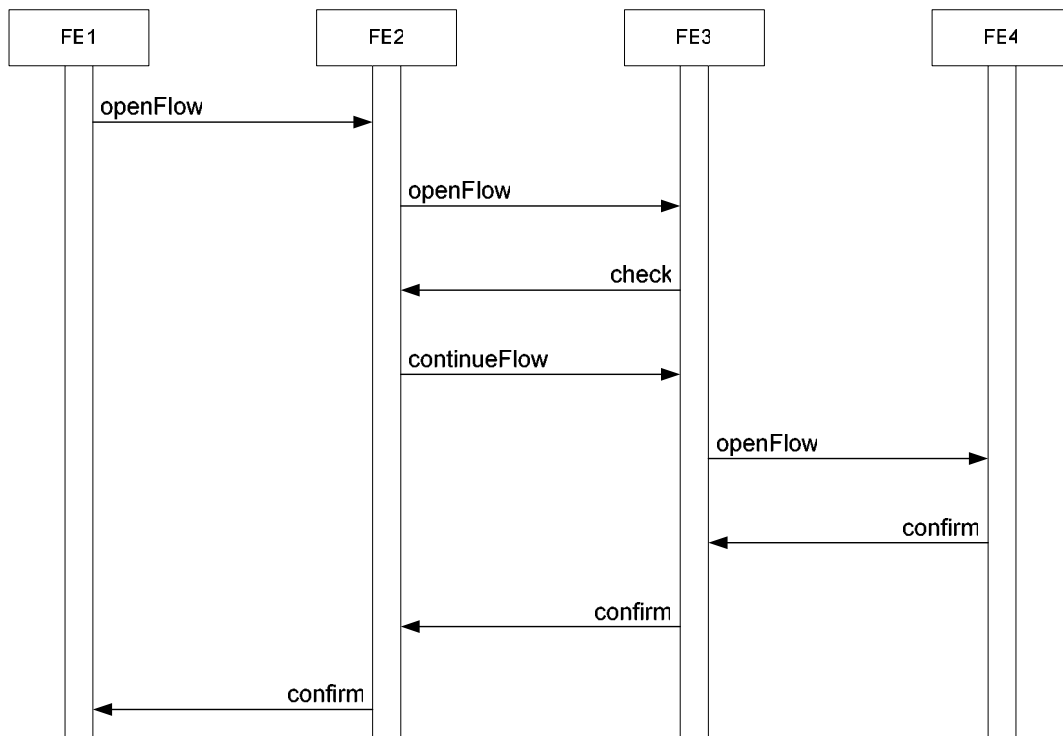 FE1
FE2
FE3
FE4
openFlow
openFlow
check
continueFlow
openFlow
confirm
confirm
confirm